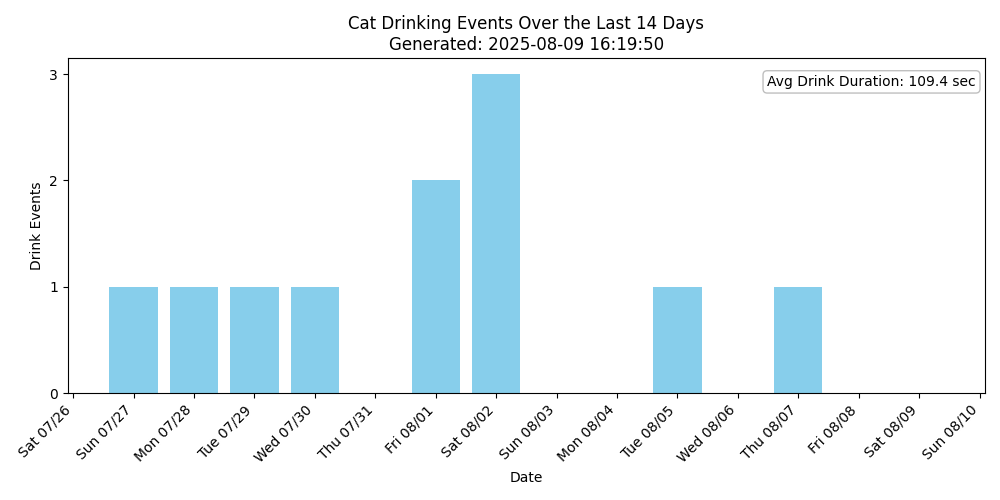 Cat Drinking Events Over the Last 14 Days
Generated: 2025-08-09 16:19:50
Avg Drink Duration: 109.4 sec
Drink Events
3
2
1
0
Sat 07/26
Sun 07/27
Mon 07/28
Tue 07/29
Wed 07/30
Thu 07/31
Fri 08/01
Sat 08/02
Sun 08/03
Mon 08/04
Tue 08/05
Wed 08/06
Thu 08/07
Fri 08/08
Sat 08/09
Sun 08/10
Date